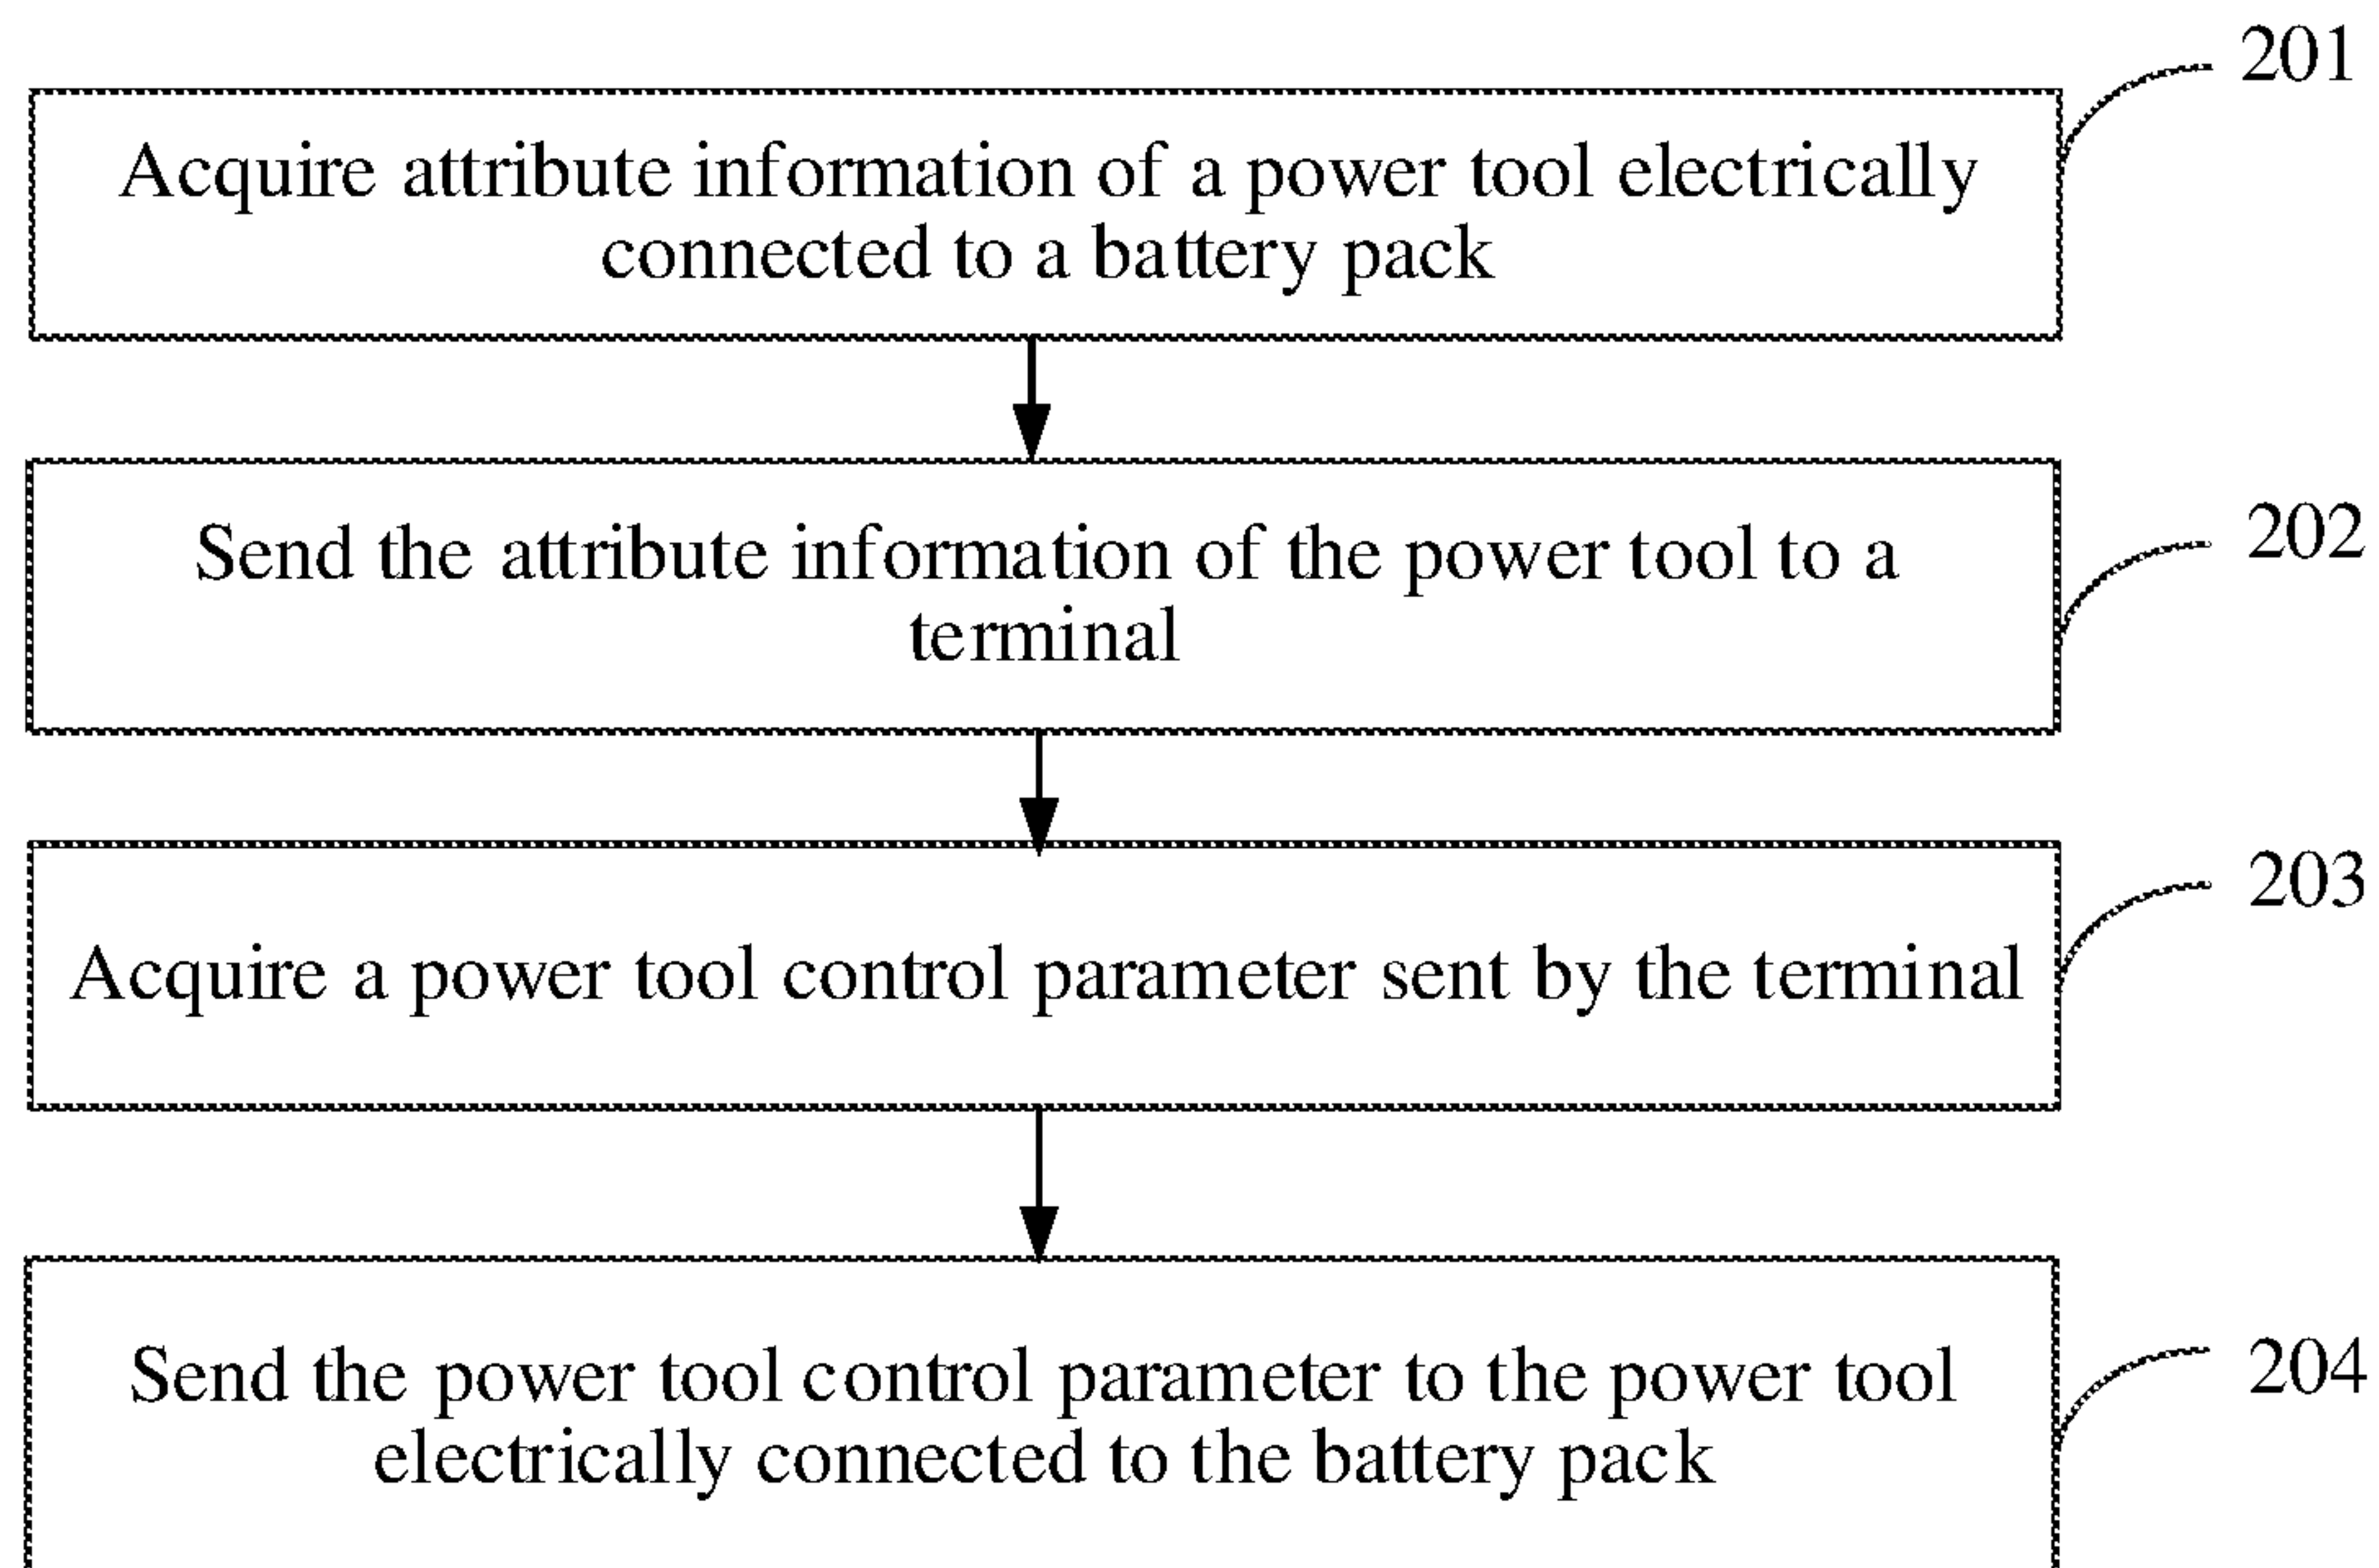 201
Acquire attribute information of a power tool electrically
connected to a battery pack
202
Send the attribute information of the power tool to a
terminal
203
Acquire a power tool control parameter sent by the terminal
204
Send the power tool control parameter to the power tool
electrically connected to the battery pack